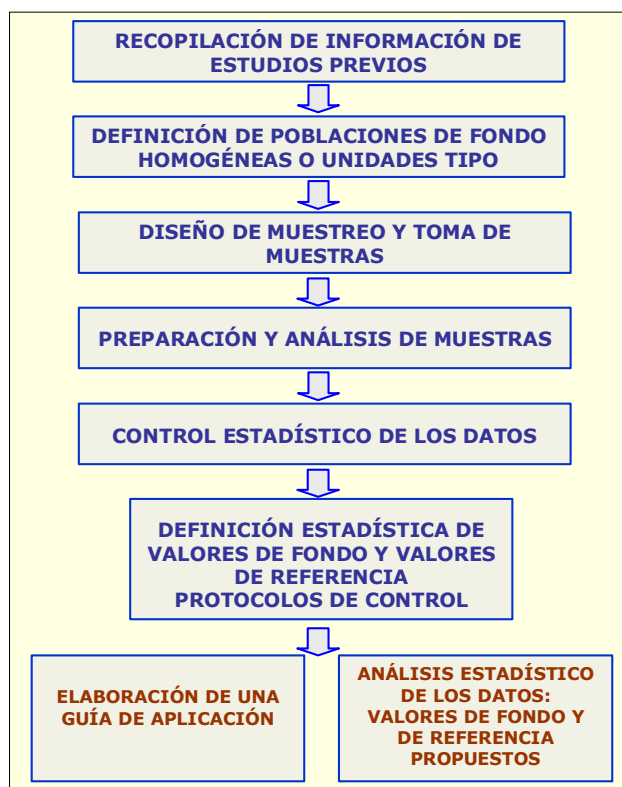 RECOPILACIÓN DE INFORMACIÓN DE
ESTUDIOS PREVIOS
DEFINICIÓN DE POBLACIONES DE FONDO
HOMOGÉNEAS O UNIDADES TIPO
DISEÑO DE MUESTREO Y TOMA DE
MUESTRAS
PREPARACIÓN Y ANÁLISIS DE MUESTRAS
CONTROL ESTADÍSTICO DE LOS DATOS
DEFINICIÓN ESTADÍSTICA DE
VALORES DE FONDO Y VALORES
DE REFERENCIA
PROTOCOLOS DE CONTROL
ELABORACIÓN DE UNA
GUÍA DE APLICACIÓN
ANÁLISIS ESTADÍSTICO
DE LOS DATOS:
VALORES DE FONDO Y
DE REFERENCIA
PROPUESTOS